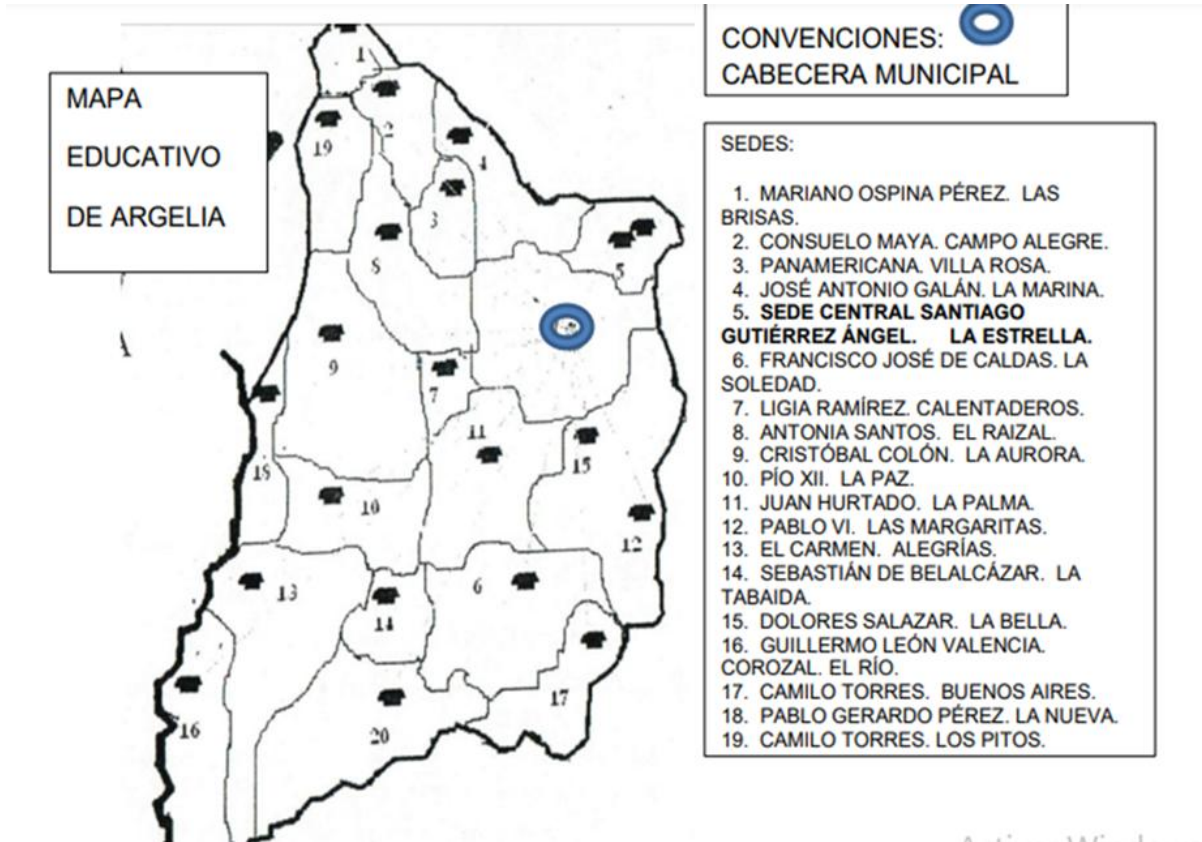 CONVENCIONES:
CABECERA MUNICIPAL
MAPA
EDUCATIVO
DE ARGELIA
SEDES:
1. MARIANO OSPINA PÉREZ. LAS
BRISAS.
2. CONSUELO MAYA. CAMPO ALEGRE.
3. PANAMERICANA. VILLA ROSA.
4. JOSÉ ANTONIO GALÁN. LA MARINA.
5. SEDE CENTRAL SANTIAGO
GUTIÉRREZ ÁNGEL. LA ESTRELLA.
6. FRANCISCO JOSÉ DE CALDAS. LA
SOLEDAD.
7. LIGIA RAMÍREZ. CALENTADEROS.
8. ANTONIA SANTOS. EL RAIZAL.
9. CRISTÓBAL COLÓN. LA AURORA.
10. PÍO XII. LA PAZ.
11. JUAN HURTADO. LA PALMA.
12. PABLO VI. LAS MARGARITAS.
13. EL CARMEN. ALEGRÍAS.
14. SEBASTIÁN DE BELALCÁZAR. LA
TABAIDA.
15. DOLORES SALAZAR. LA BELLA.
16. GUILLERMO LEÓN VALENCIA.
COROZAL. EL RÍO.
17. CAMILO TORRES. BUENOS AIRES.
18. PABLO GERARDO PÉREZ. LA NUEVA.
19. CAMILO TORRES. LOS PITOS.
1
2
19
4
3
8
5
9
7
11
15
18
10
12
13
6
14
17
16
20